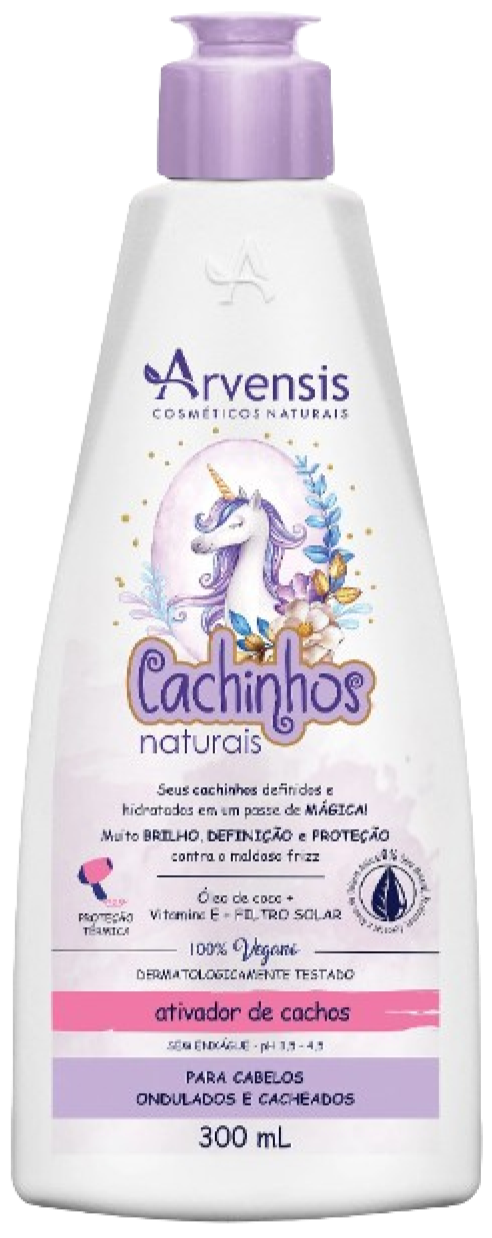 Arvensis
COSMÉTICOS NATURAIS
Cachinhos
naturais
Seus cachinhos definidos e
hidratados em um passe de MÁGICA!
Muito BRILHO, DEFINIÇÃO e PROTEÇÃO
contra o maldoso frizz
Óleo de coco +
Vitamina E + FILTRO SOLAR
PROTEÇÃO
TÉRMICA
100% Vegano
DERMATOLOGICAMENTE TESTADO
ativador de cachos
SEM ENXÁGUE - pH 3,9 - 4,9
PARA CABELOS
ONDULADOS E CACHEADOS
300 mL